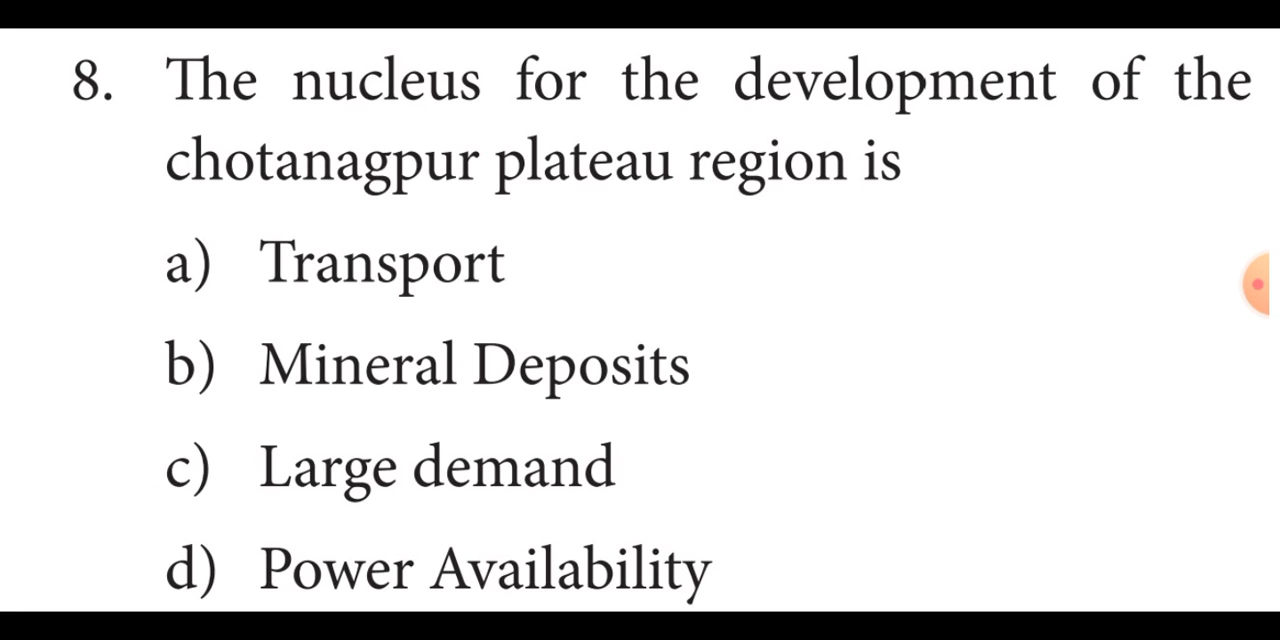 8. The nucleus for the development of the
chotanagpur plateau region is
a) Transport
b) Mineral Deposits
c) Large demand
d) Power Availability